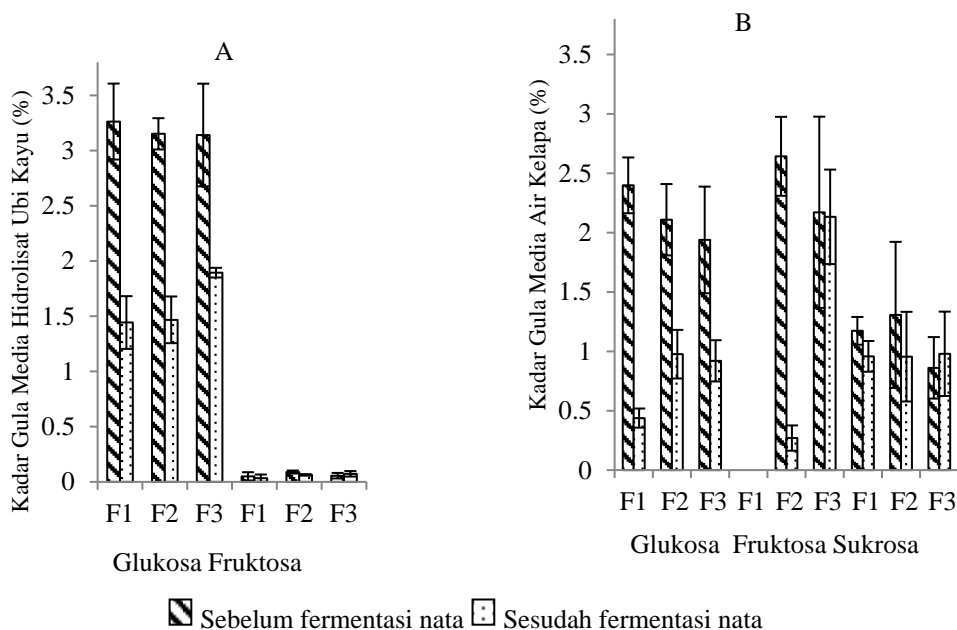 A
Kadar Gula Media Hidrolisat Ubi Kayu (%)
3.5
3
2.5
2
1.5
1
0.5
0
F1 F2 F3 F1 F2 F3
Glukosa Fruktosa
B
Kadar Gula Media Air Kelapa (%)
3.5
3
2.5
2
1.5
1
0.5
0
F1 F2 F3 F1 F2 F3 F1 F2 F3
Glukosa Fruktosa Sukrosa
Sebelum fermentasi nata Sesudah fermentasi nata